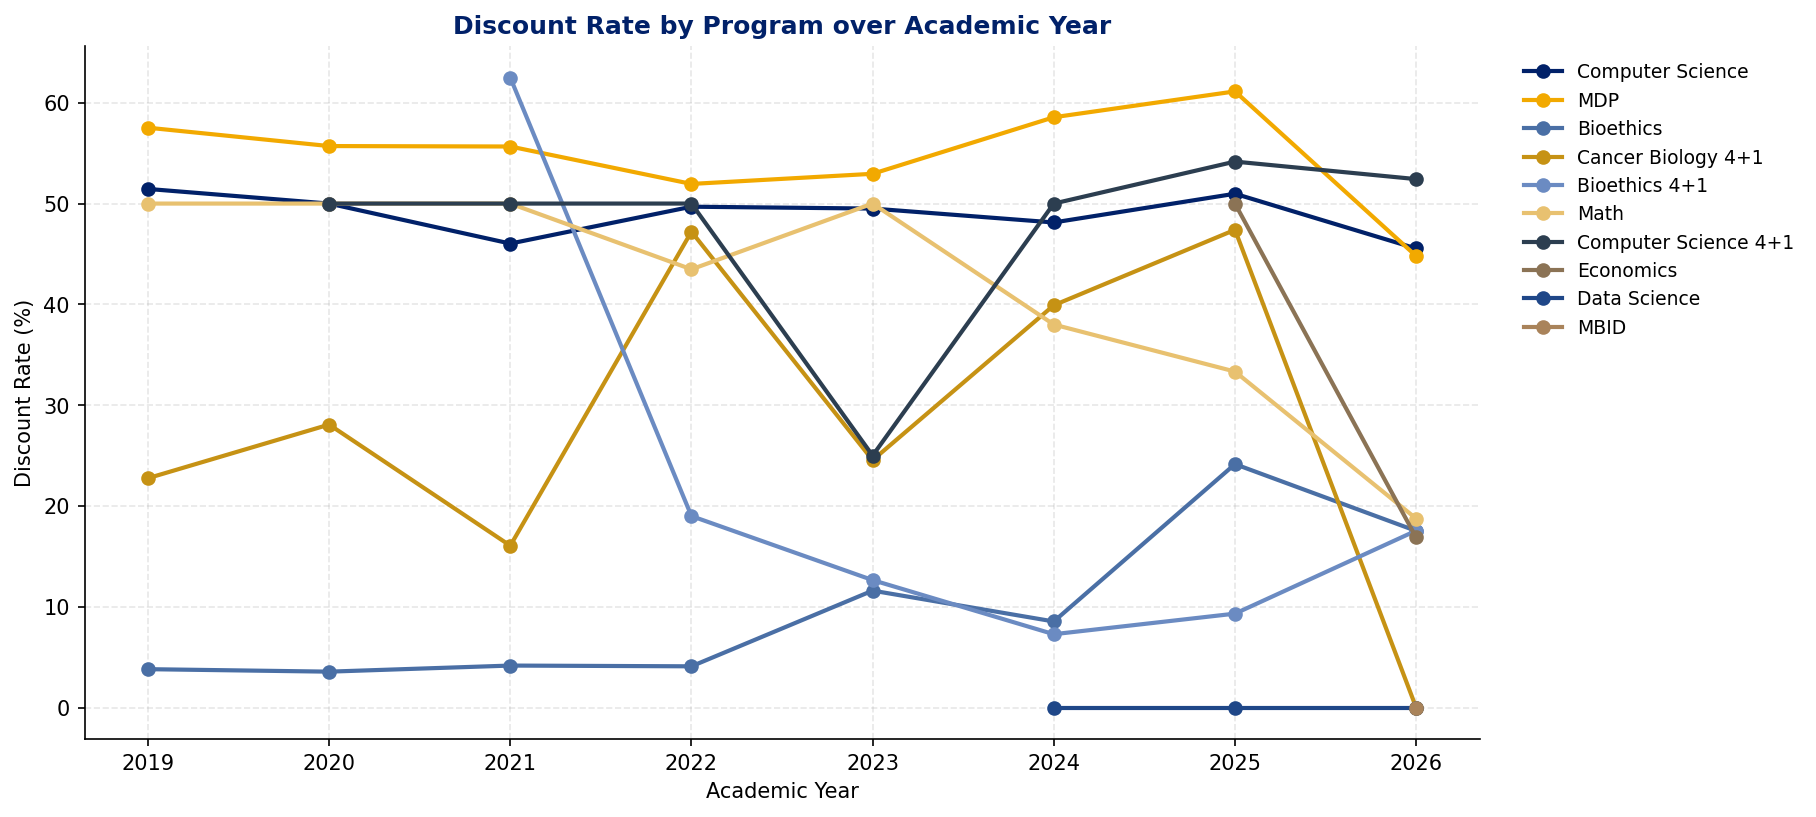 Discount Rate by Program over Academic Year
Discount Rate (%)
60
50
40
30
20
10
0
2019 2020 2021 2022 2023 2024 2025 2026
Academic Year
Computer Science
MDP
Bioethics
Cancer Biology 4+1
Bioethics 4+1
Math
Computer Science 4+1
Economics
Data Science
MBID